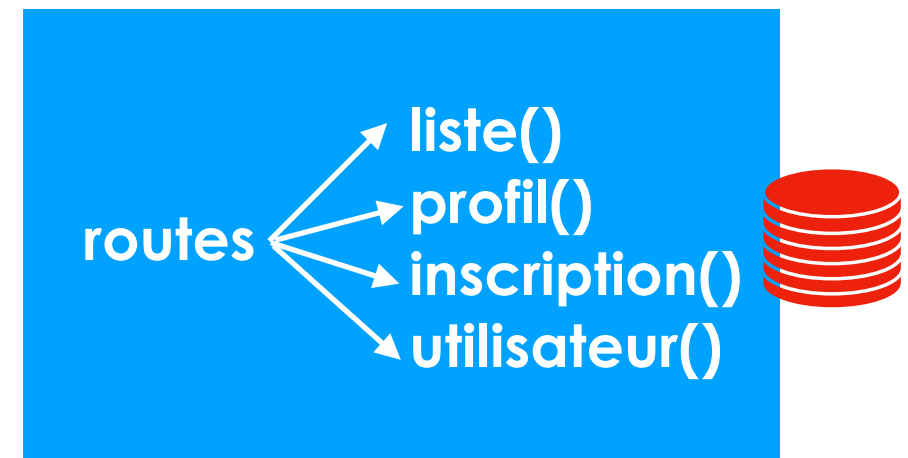 liste()
profil()
routes
inscription()
utilisateur()